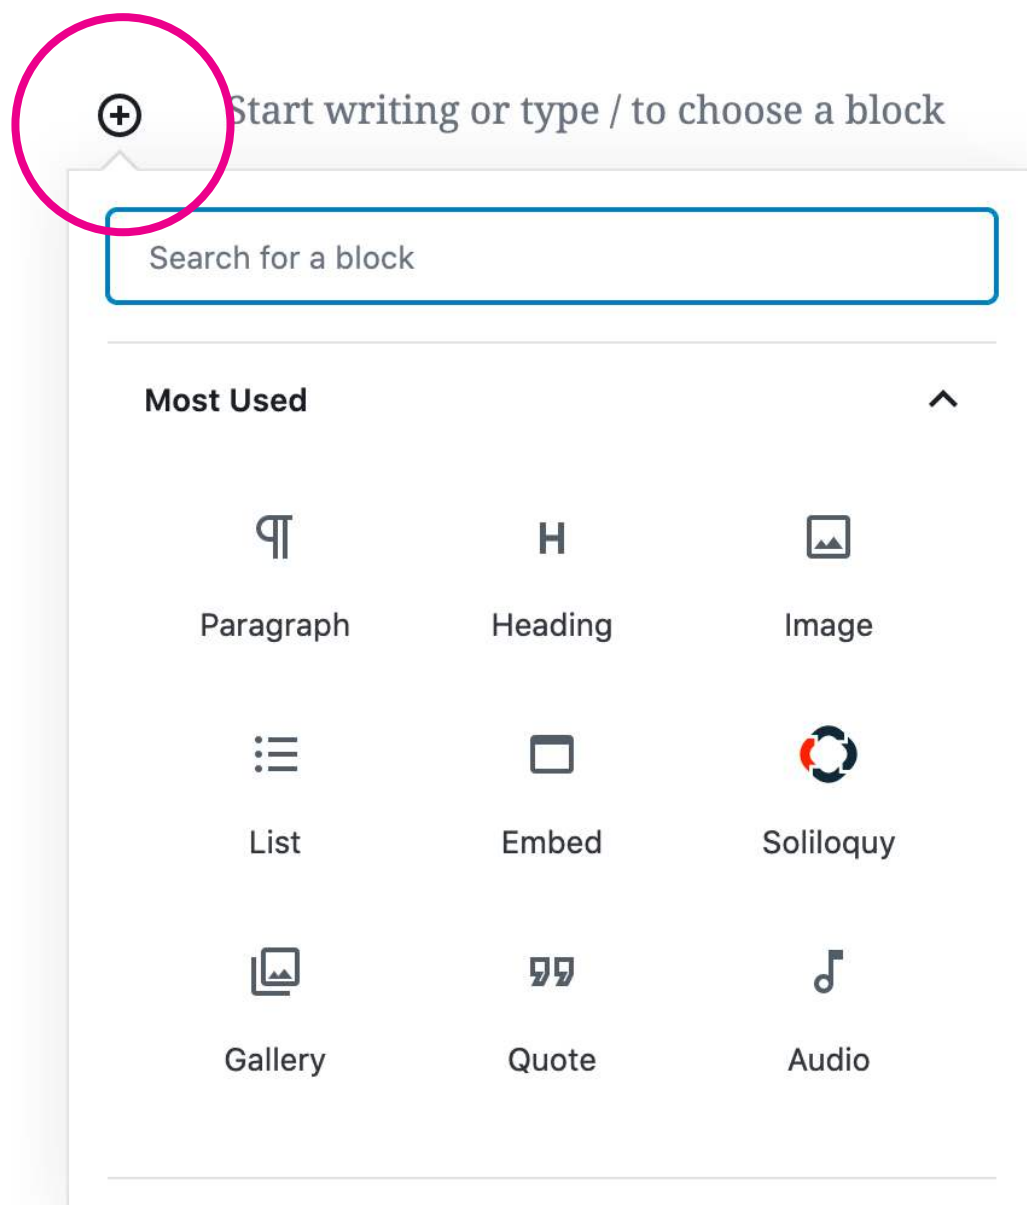 Start writing or type / to choose a block
Search for a block
Most Used
Paragraph
Heading
Image
List
Embed
Soliloquy
Gallery
Quote
Audio